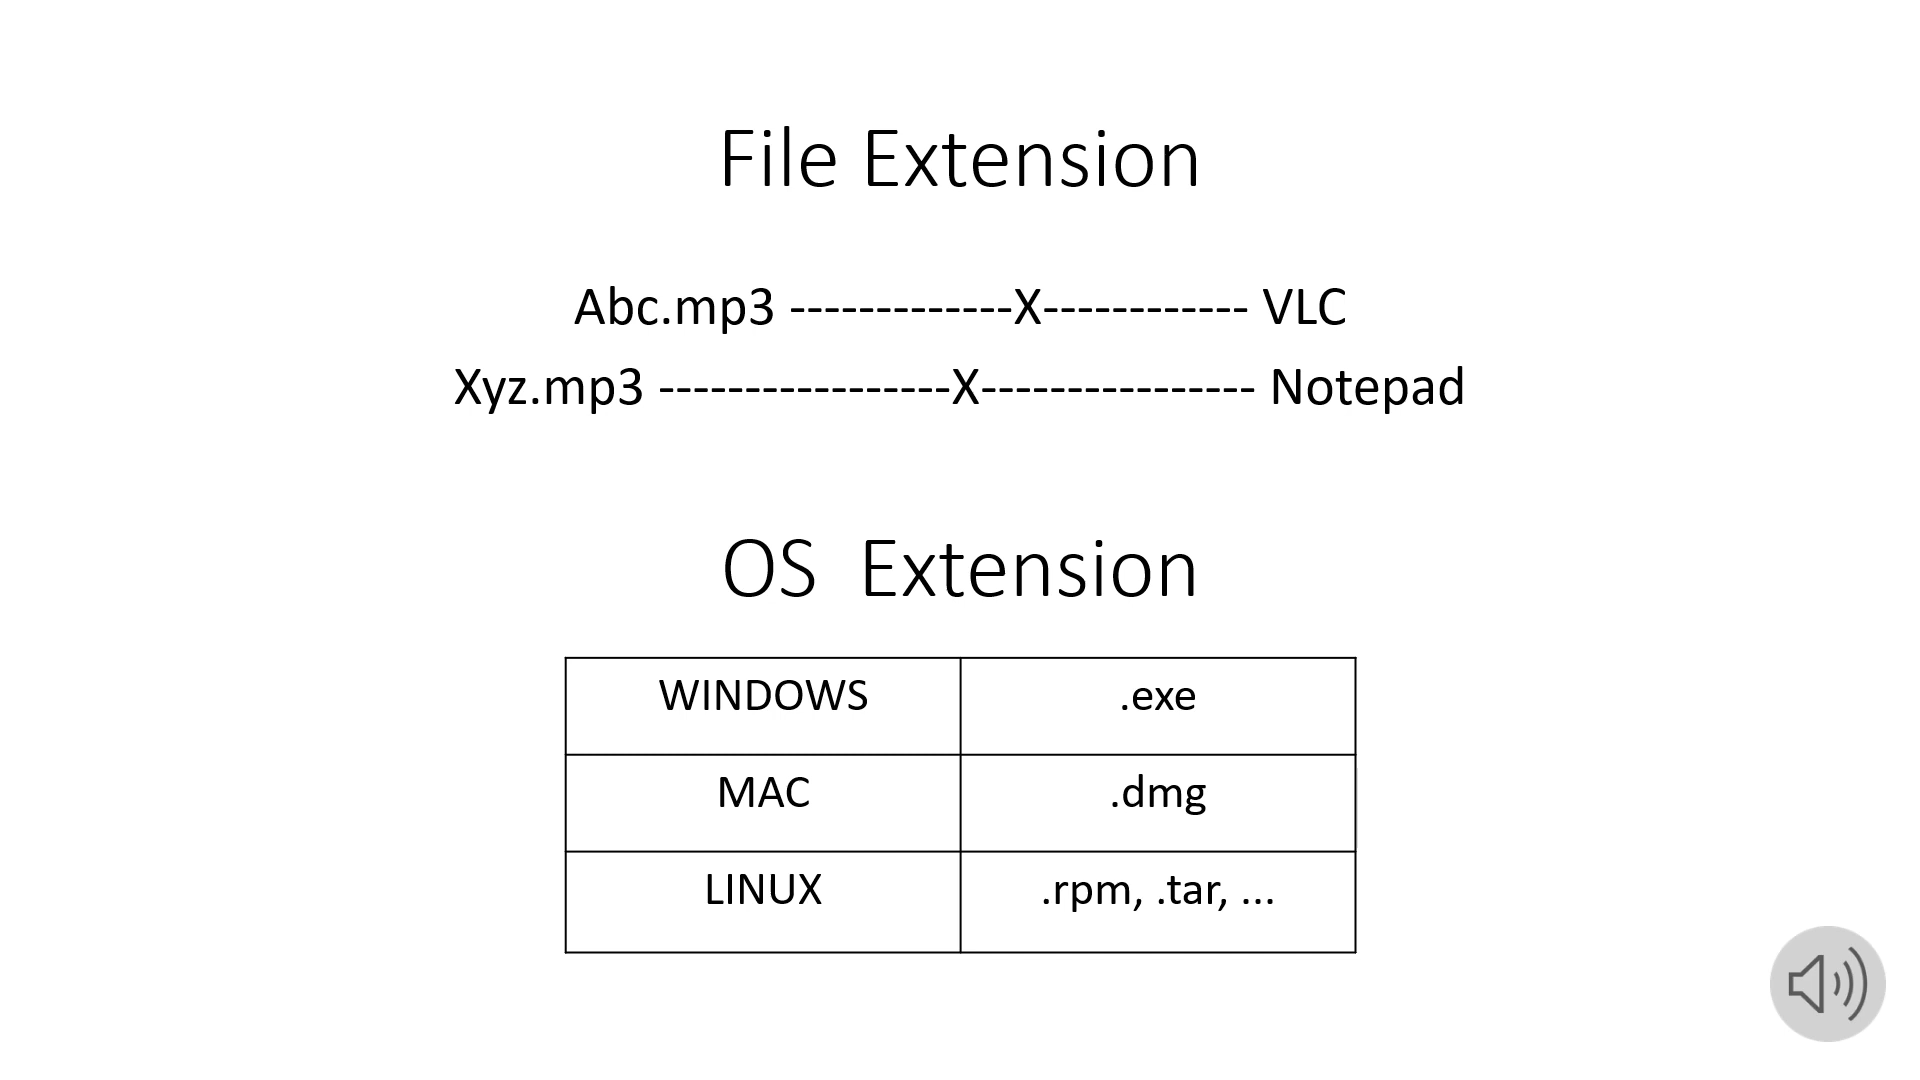 File Extension
Abc.mp3 -------------X------------ VLC
Xyz.mp3 -----------------X---------------- Notepad
OS  Extension
WINDOWS .exe
MAC .dmg
LINUX .rpm, .tar, ...